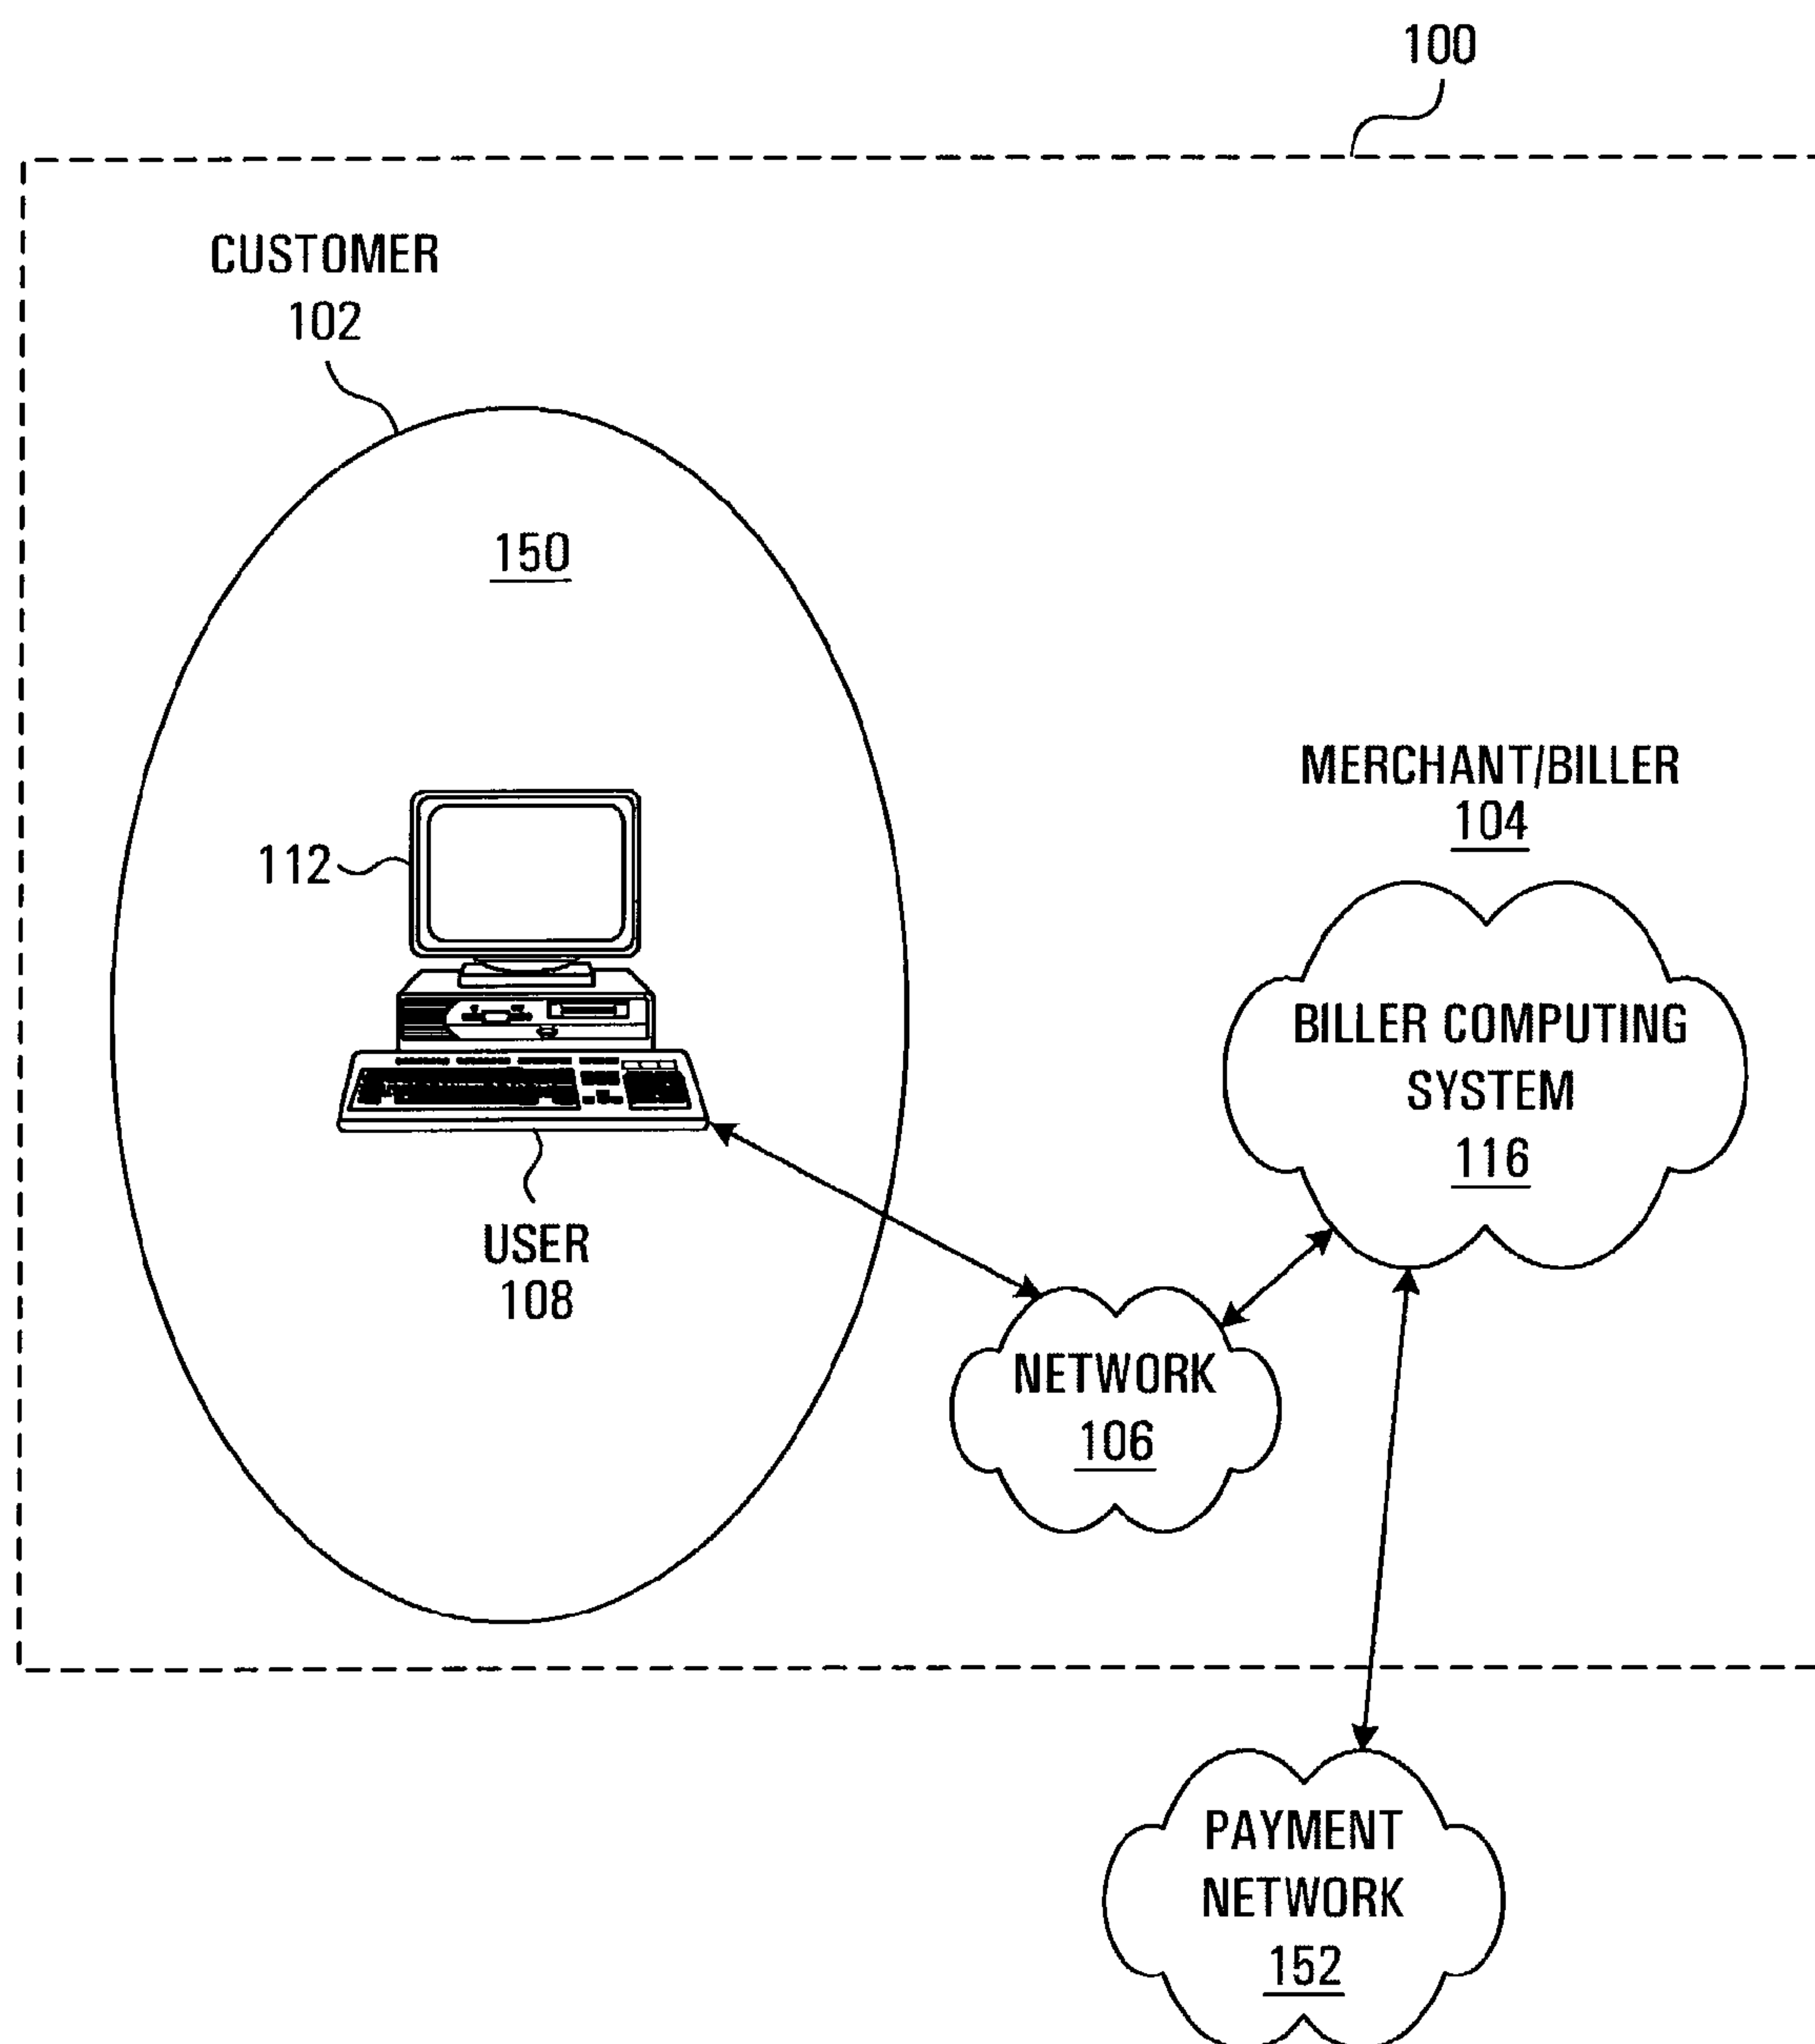 100
CUSTOMER
102
150
112
USER
108
MERCHANT/BILLER
104
BILLER COMPUTING
SYSTEM
116
NETWORK
106
PAYMENT
NETWORK
152